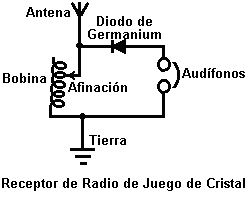 Antena
Diodo de
Germanium
Bobina
Afinación
Audífonos
Tierra
Receptor de Radio de Juego de Cristal